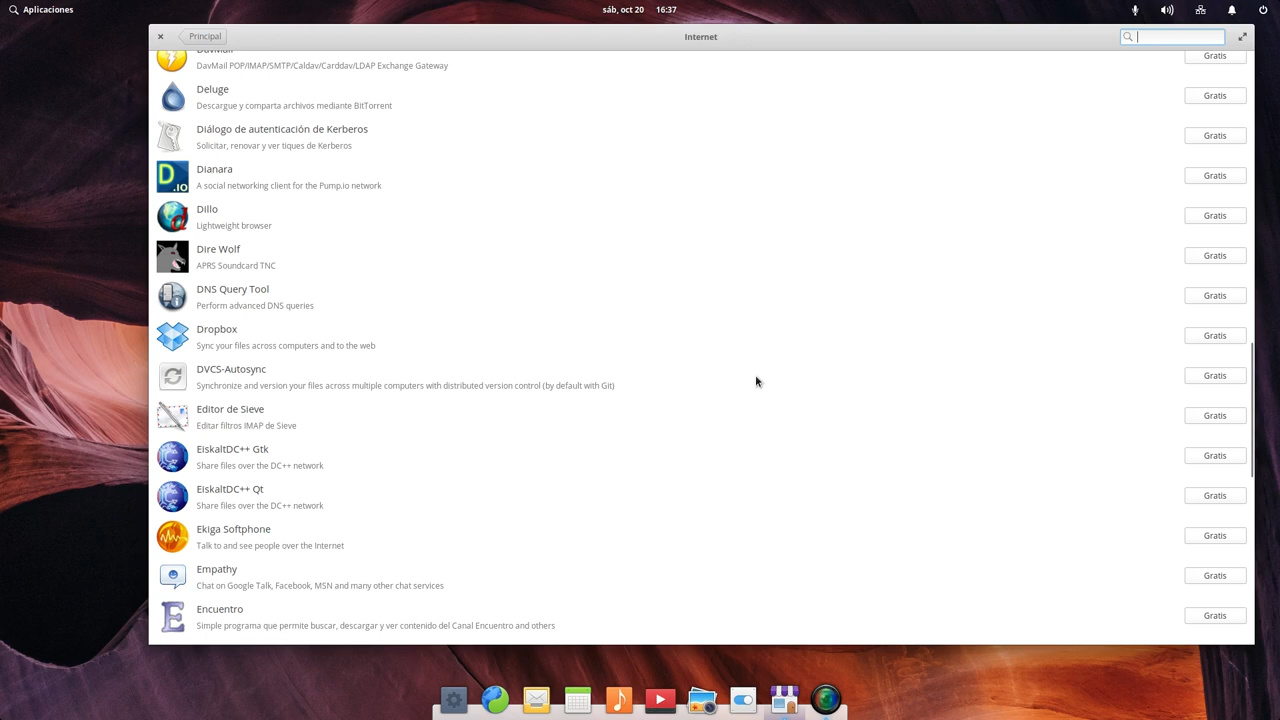 Aplicaciones
sáb, oct 20 16:37
Principal
Internet
DavMail
DavMail POP/IMAP/SMTP/Caldav/Carddav/LDAP Exchange Gateway
Gratis
Deluge
Descargue y comparta archivos mediante BitTorrent
Gratis
Diálogo de autenticación de Kerberos
Solicitar, renovar y ver tiques de Kerberos
Gratis
D.IO
Dianara
A social networking client for the Pump.io network
Gratis
d
Dillo
Lightweight browser
Gratis
Dire Wolf
APRS Soundcard TNC
Gratis
DNS Query Tool
Perform advanced DNS queries
Gratis
Dropbox
Sync your files across computers and to the web
Gratis
DVCS-Autosync
Synchronize and version your files across multiple computers with distributed version control (by default with Git)
Gratis
Editor de Sieve
Editar filtros IMAP de Sieve
Gratis
EiskaltDC++ Gtk
Share files over the DC++ network
Gratis
EiskaltDC++ Qt
Share files over the DC++ network
Gratis
Ekiga Softphone
Talk to and see people over the Internet
Gratis
Empathy
Chat on Google Talk, Facebook, MSN and many other chat services
Gratis
E
Encuentro
Simple programa que permite buscar, descargar y ver contenido del Canal Encuentro and others
Gratis